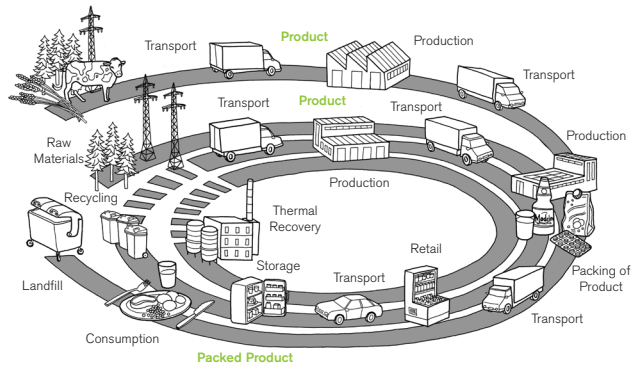 Product
Transport
Production
Transport
Product
Transport
Transport
Production
Raw
Materials
Production
Recycling
Thermal
Recovery
Retail
Storage
Transport
Packing of
Product
Landfill
Transport
Consumption
Packed Product